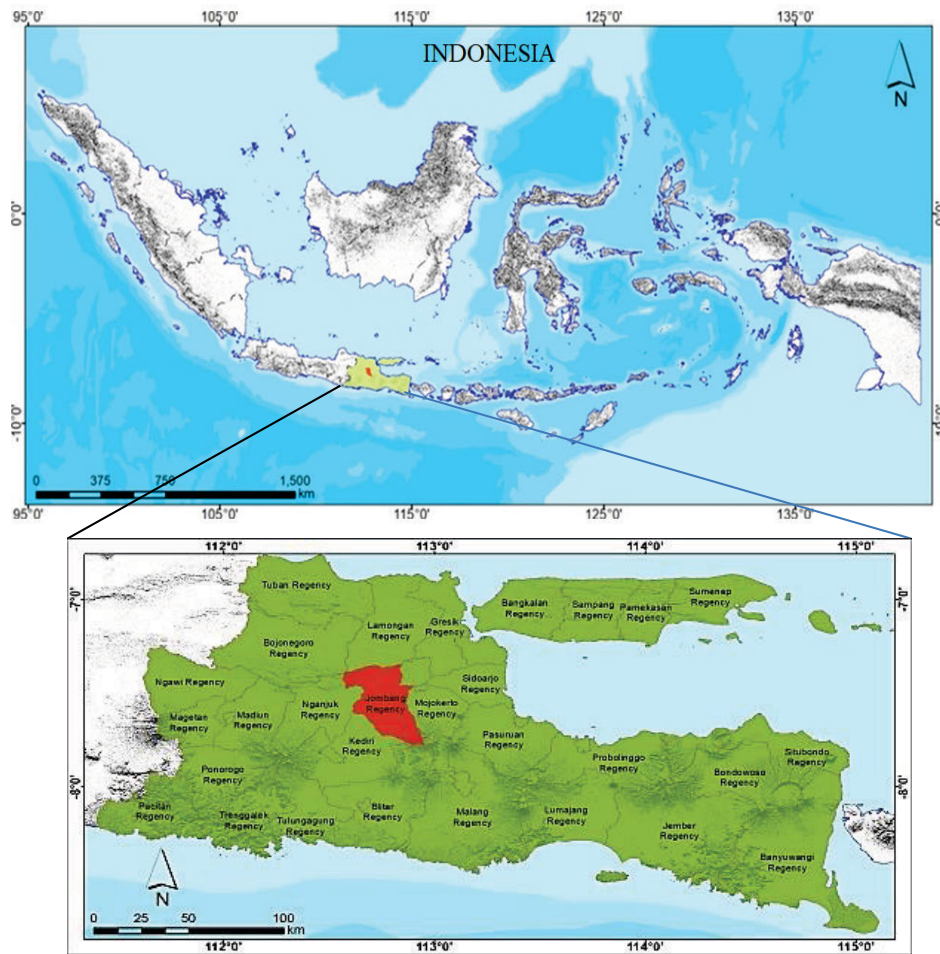 95°0' 105°0' 115°0' 125°0' 135°0'
INDONESIA
N
0°0' 0°0'
-10°0' -10°0'
0 375 750 1,500
km
95°0' 105°0' 115°0' 125°0' 135°0'
112°0' 113°0' 114°0' 115°0'
-7°0' -7°0'
Tuban Regency
Sumenep
Regency
Bangkalan
Regency
Sampang
Regency
Pamekasan
Regency
Lamongan
Regency
Gresik
Regency
Bojonegoro
Regency
Ngawi Regency
Sidoarjo
Regency
Jombang
Regency
Mojokerto
Regency
Nganjuk
Regency
Magetan
Regency
Madiun
Regency
Kediri
Regency
Pasuruan
Regency
Probolinggo
Regency
Situbondo
Regency
Bondowoso
Regency
Ponorogo
Regency
-8°0' -8°0'
Pacitan
Regency
Trenggalek
Regency
Tulungagung
Regency
Blitar
Regency
Malang
Regency
Lumajang
Regency
Jember
Regency
Banyuwangi
Regency
N
0 25 50 100
km
112°0' 113°0' 114°0' 115°0'